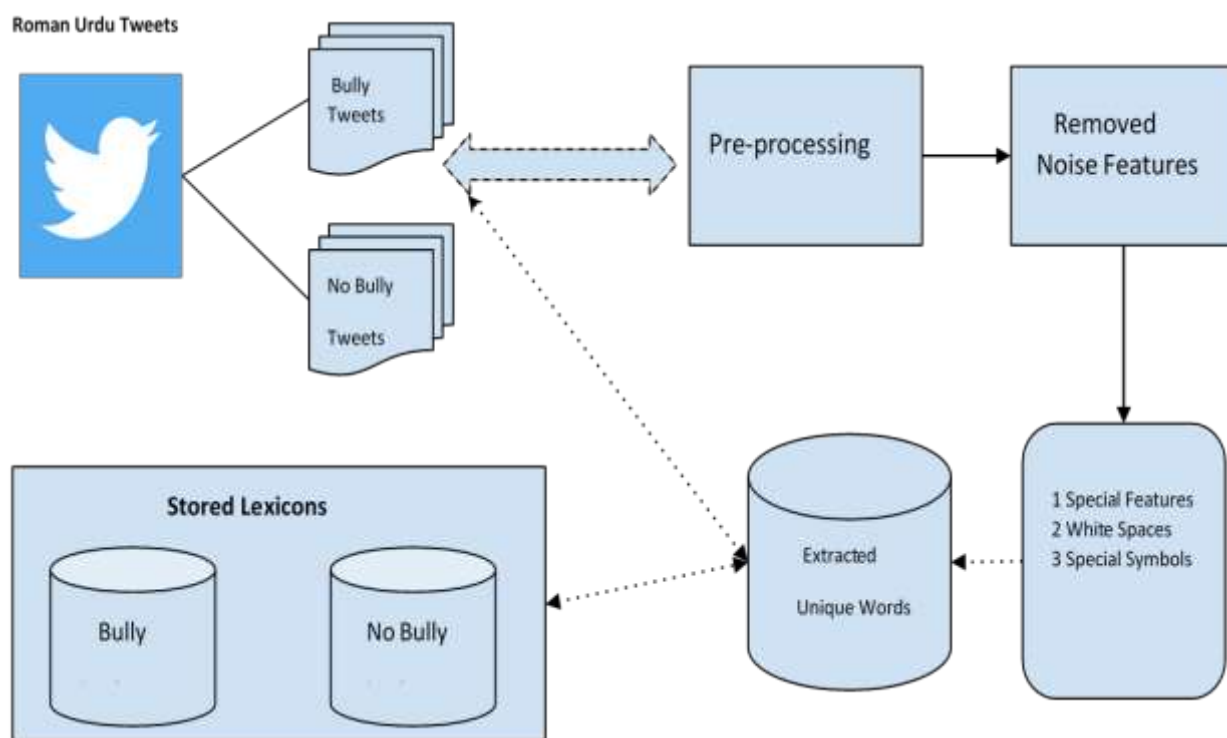 Roman Urdu Tweets
Bully
Tweets
No Bully
Tweets
Pre-processing
Removed
Noise Features
1 Special Features
2 White Spaces
3 Special Symbols
Extracted
Unique Words
Stored Lexicons
Bully
No Bully